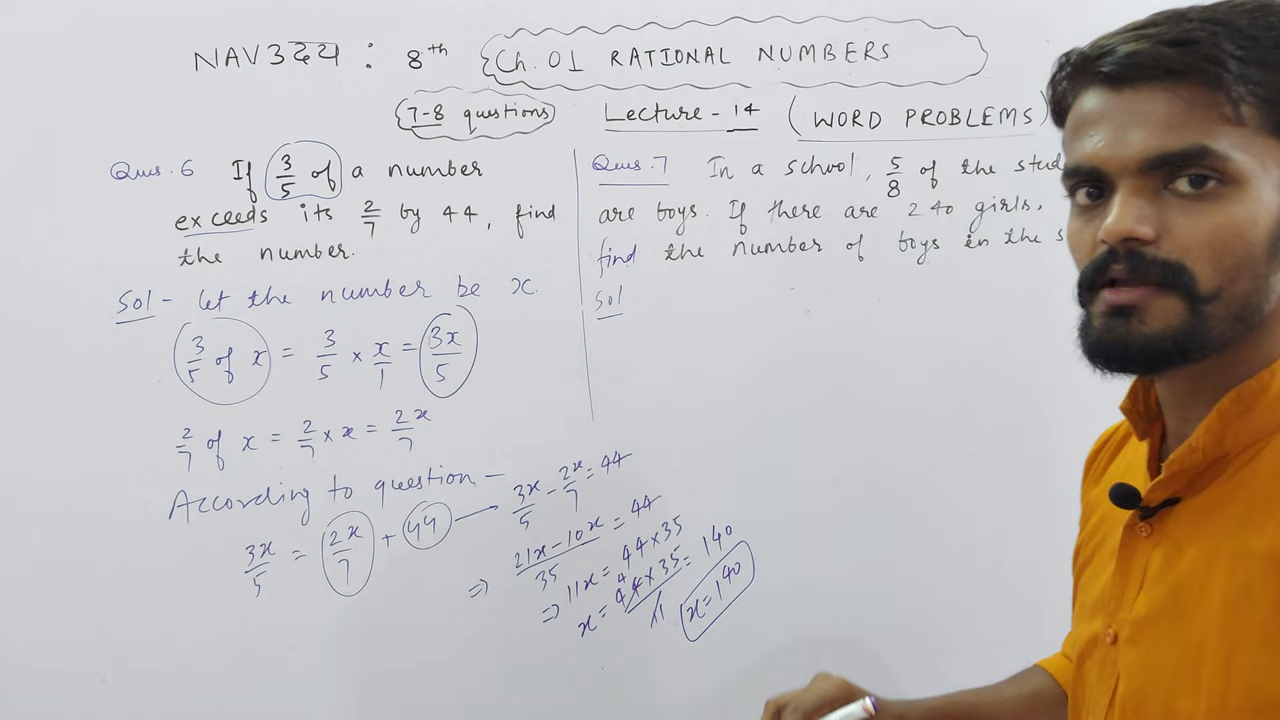 NAV3उदय : 8th Ch. 01 RATIONAL NUMBERS
7-8 questions Lecture - 14 (WORD PROBLEMS)
Ques. 6 If 3/5 of a number
exceeds its 2/7 by 44, find
the number.
Sol - Let the number be x.
3/5 of x = 3/5 × x/1 = 3x/5
2/7 of x = 2/7 × x = 2x/7
According to question -
3x/5 = 2x/7 + 44 → 3x/5 - 2x/7 = 44
⇒ 21x - 10x / 35 = 44
⇒ 11x = 44 × 35
x = 44 × 35 / 11 = 140
4
x = 140
Ques. 7 In a school, 5/8 of the stud
are boys. If there are 240 girls,
find the number of boys in the s
Sol